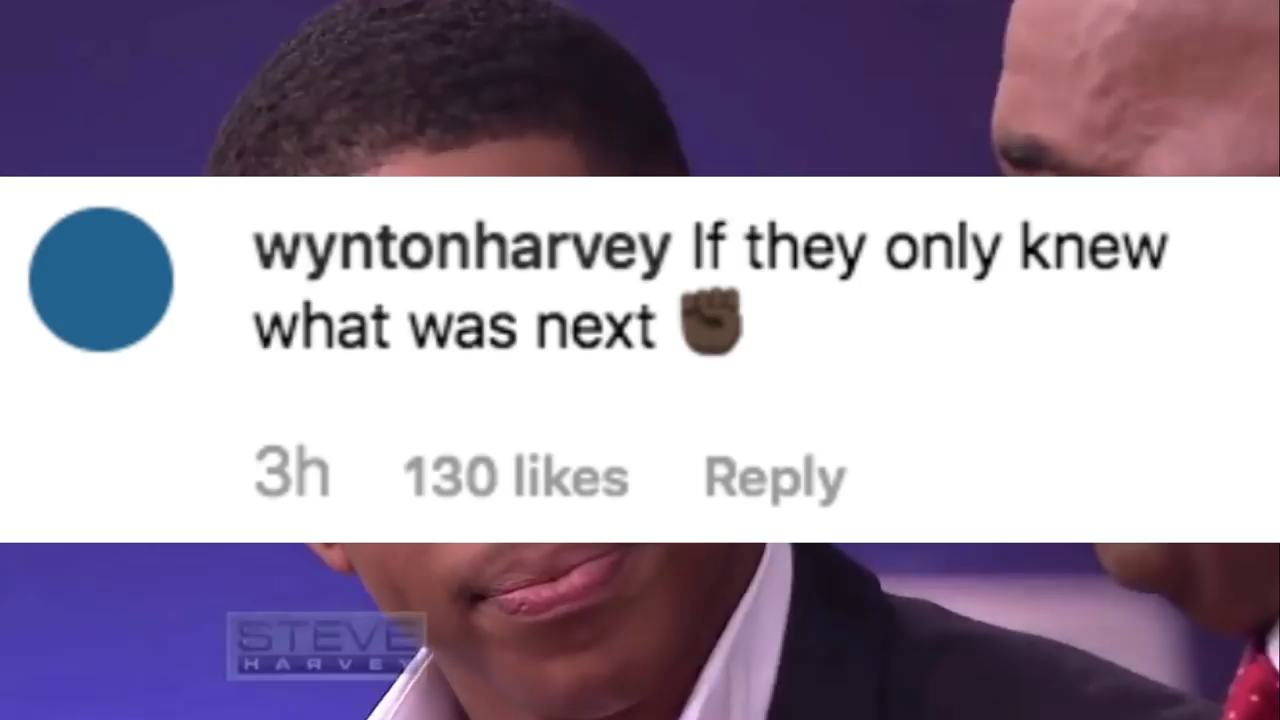 wyntonharvey If they only knew
what was next ✊🏿
3h 130 likes Reply
STEVE
HARVEY